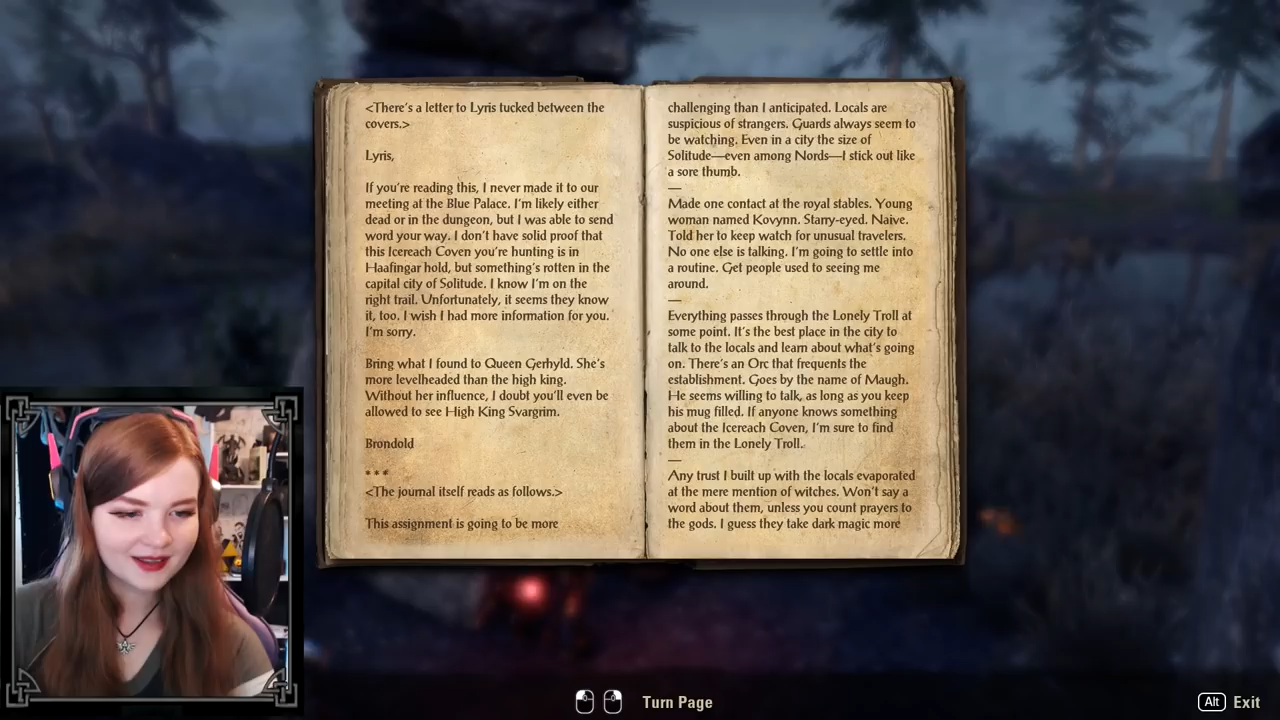 <There's a letter to Lyris tucked between the
covers.>
Lyris,
If you're reading this, I never made it to our
meeting at the Blue Palace. I'm likely either
dead or in the dungeon, but I was able to send
word your way. I don't have solid proof that
this Icereach Coven you're hunting is in
Haafingar hold, but something's rotten in the
capital city of Solitude. I know I'm on the
right trail. Unfortunately, it seems they know
it, too. I wish I had more information for you.
I'm sorry.
Bring what I found to Queen Gerhyld. She's
more levelheaded than the high king.
Without her influence, I doubt you'll even be
allowed to see High King Svargrim.
Brondold
* * *
<The journal itself reads as follows.>
This assignment is going to be more
challenging than I anticipated. Locals are
suspicious of strangers. Guards always seem to
be watching. Even in a city the size of
Solitude—even among Nords—I stick out like
a sore thumb.
—
Made one contact at the royal stables. Young
woman named Kovynn. Starry-eyed. Naive.
Told her to keep watch for unusual travelers.
No one else is talking. I'm going to settle into
a routine. Get people used to seeing me
around.
—
Everything passes through the Lonely Troll at
some point. It's the best place in the city to
talk to the locals and learn about what's going
on. There's an Orc that frequents the
establishment. Goes by the name of Maugh.
He seems willing to talk, as long as you keep
his mug filled. If anyone knows something
about the Icereach Coven, I'm sure to find
them in the Lonely Troll.
—
Any trust I built up with the locals evaporated
at the mere mention of witches. Won't say a
word about them, unless you count prayers to
the gods. I guess they take dark magic more
Turn Page
Alt Exit